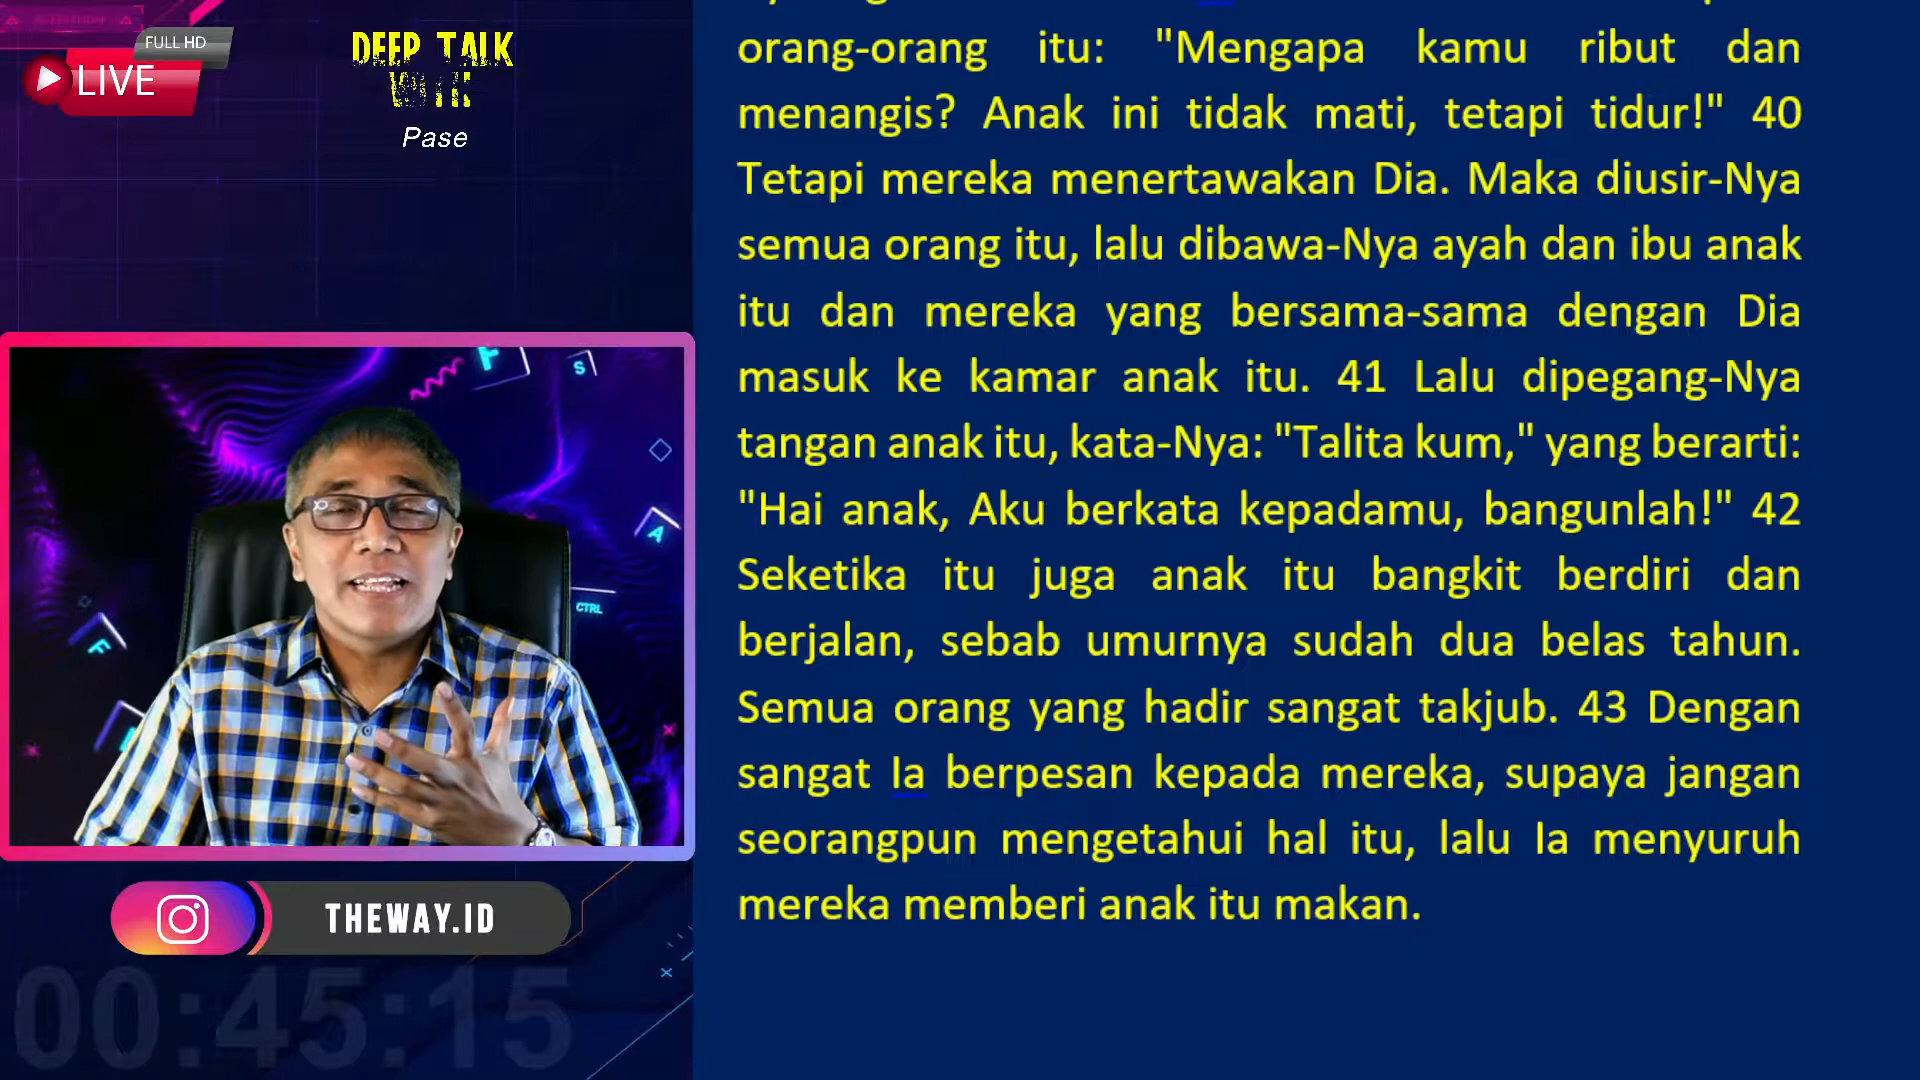 FULL HD
LIVE
DEEP TALK
WITH
Pase
orang-orang itu: "Mengapa kamu ribut dan
menangis? Anak ini tidak mati, tetapi tidur!" 40
Tetapi mereka menertawakan Dia. Maka diusir-Nya
semua orang itu, lalu dibawa-Nya ayah dan ibu anak
itu dan mereka yang bersama-sama dengan Dia
masuk ke kamar anak itu. 41 Lalu dipegang-Nya
tangan anak itu, kata-Nya: "Talita kum," yang berarti:
"Hai anak, Aku berkata kepadamu, bangunlah!" 42
Seketika itu juga anak itu bangkit berdiri dan
berjalan, sebab umurnya sudah dua belas tahun.
Semua orang yang hadir sangat takjub. 43 Dengan
sangat Ia berpesan kepada mereka, supaya jangan
seorangpun mengetahui hal itu, lalu Ia menyuruh
mereka memberi anak itu makan.
F
S
A
CTRL
F
THEWAY.ID
00:45:15